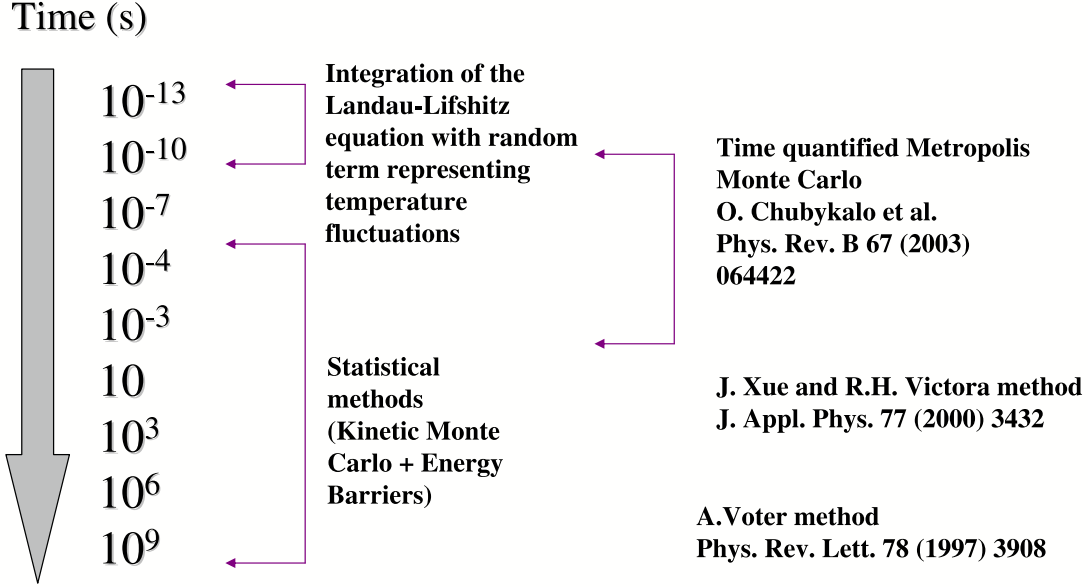 Time (s)
10⁻¹³
10⁻¹⁰
10⁻⁷
10⁻⁴
10⁻³
10
10³
10⁶
10⁹
Integration of the
Landau-Lifshitz
equation with random
term representing
temperature
fluctuations
Statistical
methods
(Kinetic Monte
Carlo + Energy
Barriers)
Time quantified Metropolis
Monte Carlo
O. Chubykalo et al.
Phys. Rev. B 67 (2003)
064422
J. Xue and R.H. Victora method
J. Appl. Phys. 77 (2000) 3432
A.Voter method
Phys. Rev. Lett. 78 (1997) 3908